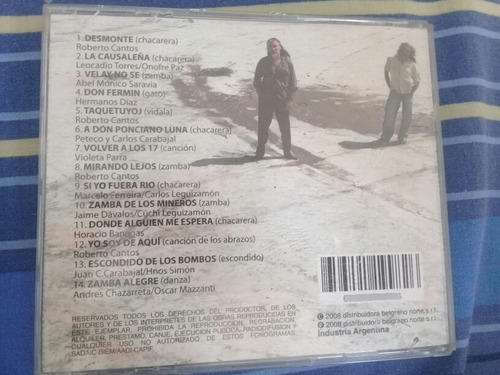 1. DESMONTE (chacarera)
Roberto Cantos
2. LA CAUSALEÑA (chacarera)
Leocadio Torres/Onofre Paz
3. VELAY NO SE (zamba)
Abel Mónico Saravia
4. DON FERMIN (gato)
Hermanos Díaz
5. TAQUETUYOJ (vidala)
Roberto Cantos
6. A DON PONCIANO LUNA (chacarera)
Peteco y Carlos Carabajal
7. VOLVER A LOS 17 (canción)
Violeta Parra
8. MIRANDO LEJOS (zamba)
Roberto Cantos
9. SI YO FUERA RIO (chacarera)
Marcelo Ferreira/Carlos Leguizamón
10. ZAMBA DE LOS MINEROS (zamba)
Jaime Dávalos/Cuchi Leguizamón
11. DONDE ALGUIEN ME ESPERA (chacarera)
Horacio Banegas
12. YO SOY DE AQUÍ (canción de los abrazos)
Roberto Cantos
13. ESCONDIDO DE LOS BOMBOS (escondido)
Juan C.Carabajal/Hnos Simón
14. ZAMBA ALEGRE (danza)
Andrés Chazarreta/Oscar Mazzanti
RESERVADOS TODOS LOS DERECHOS DEL PRODUCTOR, DE LOS
AUTORES Y DE LOS INTERPRETES DE LAS OBRAS REPRODUCIDAS EN
ESTE EJEMPLAR. PROHIBIDA LA REPRODUCCION, REGRABACION,
ALQUILER, PRESTAMO, CANJE, EJECUCION PUBLICA, RADIODIFUSION Y
CUALQUIER USO NO AUTORIZADO DE ESTOS FONOGRAMAS.
SADAIC-BIEM/AADI-CAPIF
© 2008 distribuidora belgrano norte s.r.l.
℗ 2008 distribuidora belgrano norte s.r.l.
Industria Argentina